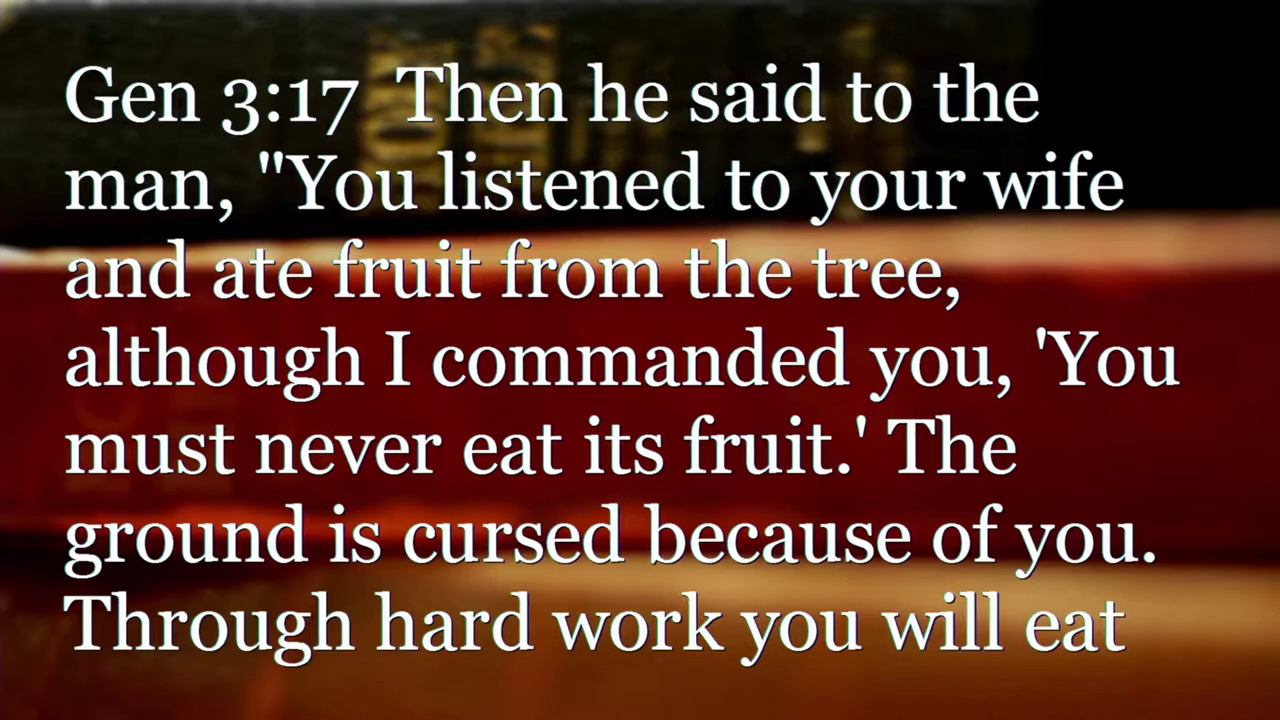 Gen 3:17  Then he said to the
man, "You listened to your wife
and ate fruit from the tree,
although I commanded you, 'You
must never eat its fruit.' The
ground is cursed because of you.
Through hard work you will eat